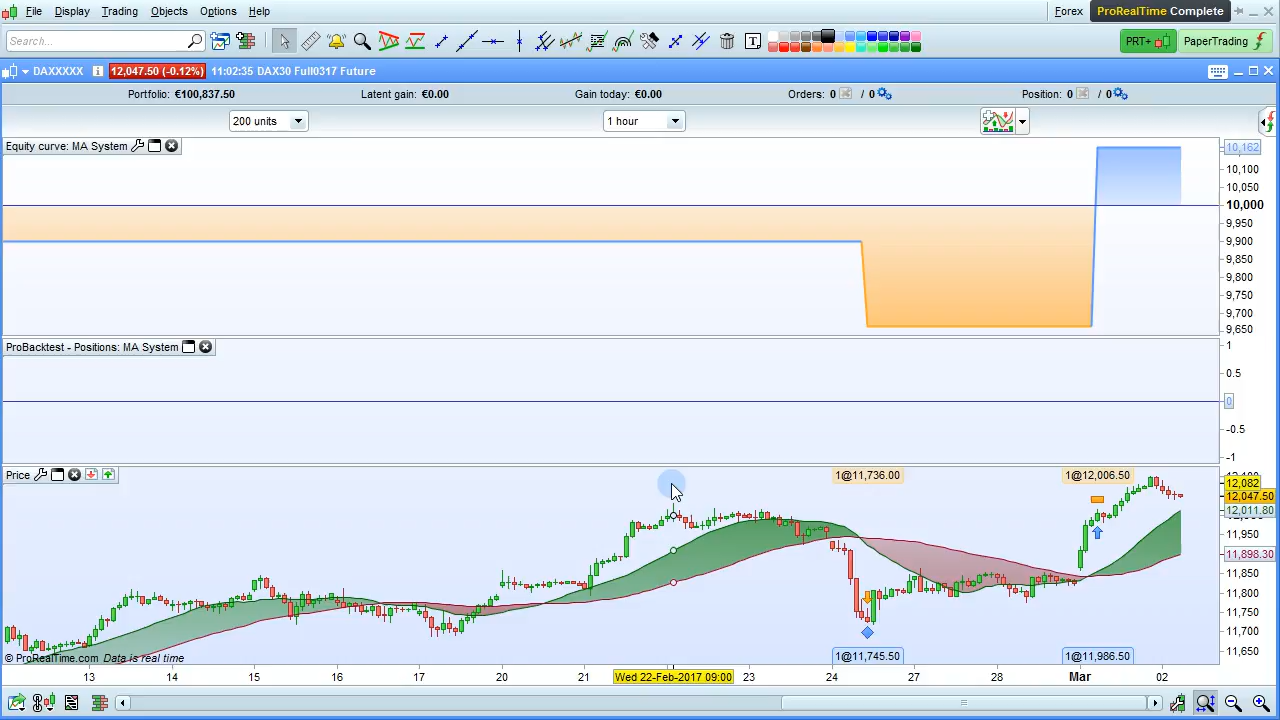 File Display Trading Objects Options Help Forex ProRealTime Complete
Search... PRT+ PaperTrading
DAXXXXX 12,047.50 (-0.12%) 11:02:35 DAX30 Full0317 Future
Portfolio: €100,837.50 Latent gain: €0.00 Gain today: €0.00 Orders: 0 / 0 Position: 0 / 0
200 units 1 hour
Equity curve: MA System
10,162
10,100
10,050
10,000
9,950
9,900
9,850
9,800
9,750
9,700
9,650
ProBacktest - Positions: MA System
1
0.5
0
-0.5
-1
Price
1@11,736.00 1@12,006.50
12,082
12,047.50
12,011.80
11,950
11,898.30
11,850
11,800
11,750
11,700
11,650
1@11,745.50 1@11,986.50
© ProRealTime.com Data is real time
13 14 15 16 17 20 21 Wed 22-Feb-2017 09:00 23 24 27 28 Mar 02